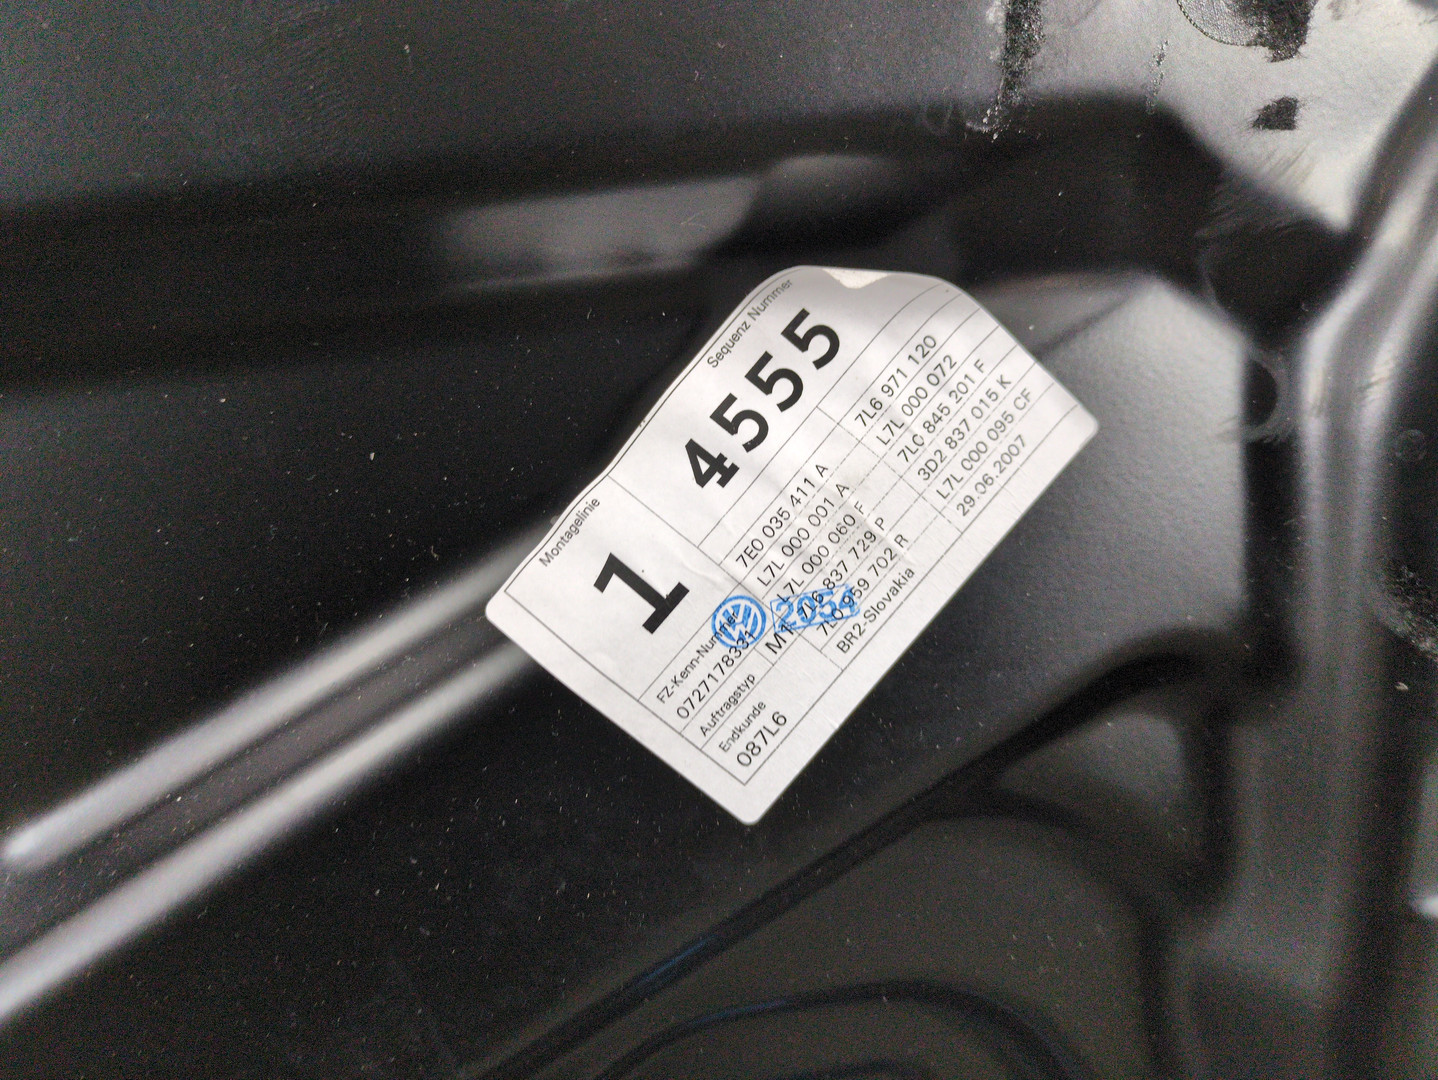 Montagelinie
1
Sequenz Nummer
4555
7E0 035 411 A
7L6 971 120
L7L 000 001 A
L7L 000 072
L7L 000 060 F
7L0 845 201 F
7L6 837 729 P
3D2 837 015 K
7L0 959 702 R
L7L 000 095 CF
FZ-Kenn-Nummer
0727178331
Auftragstyp
Endkunde
087L6
BR2-Slovakia
29.06.2007